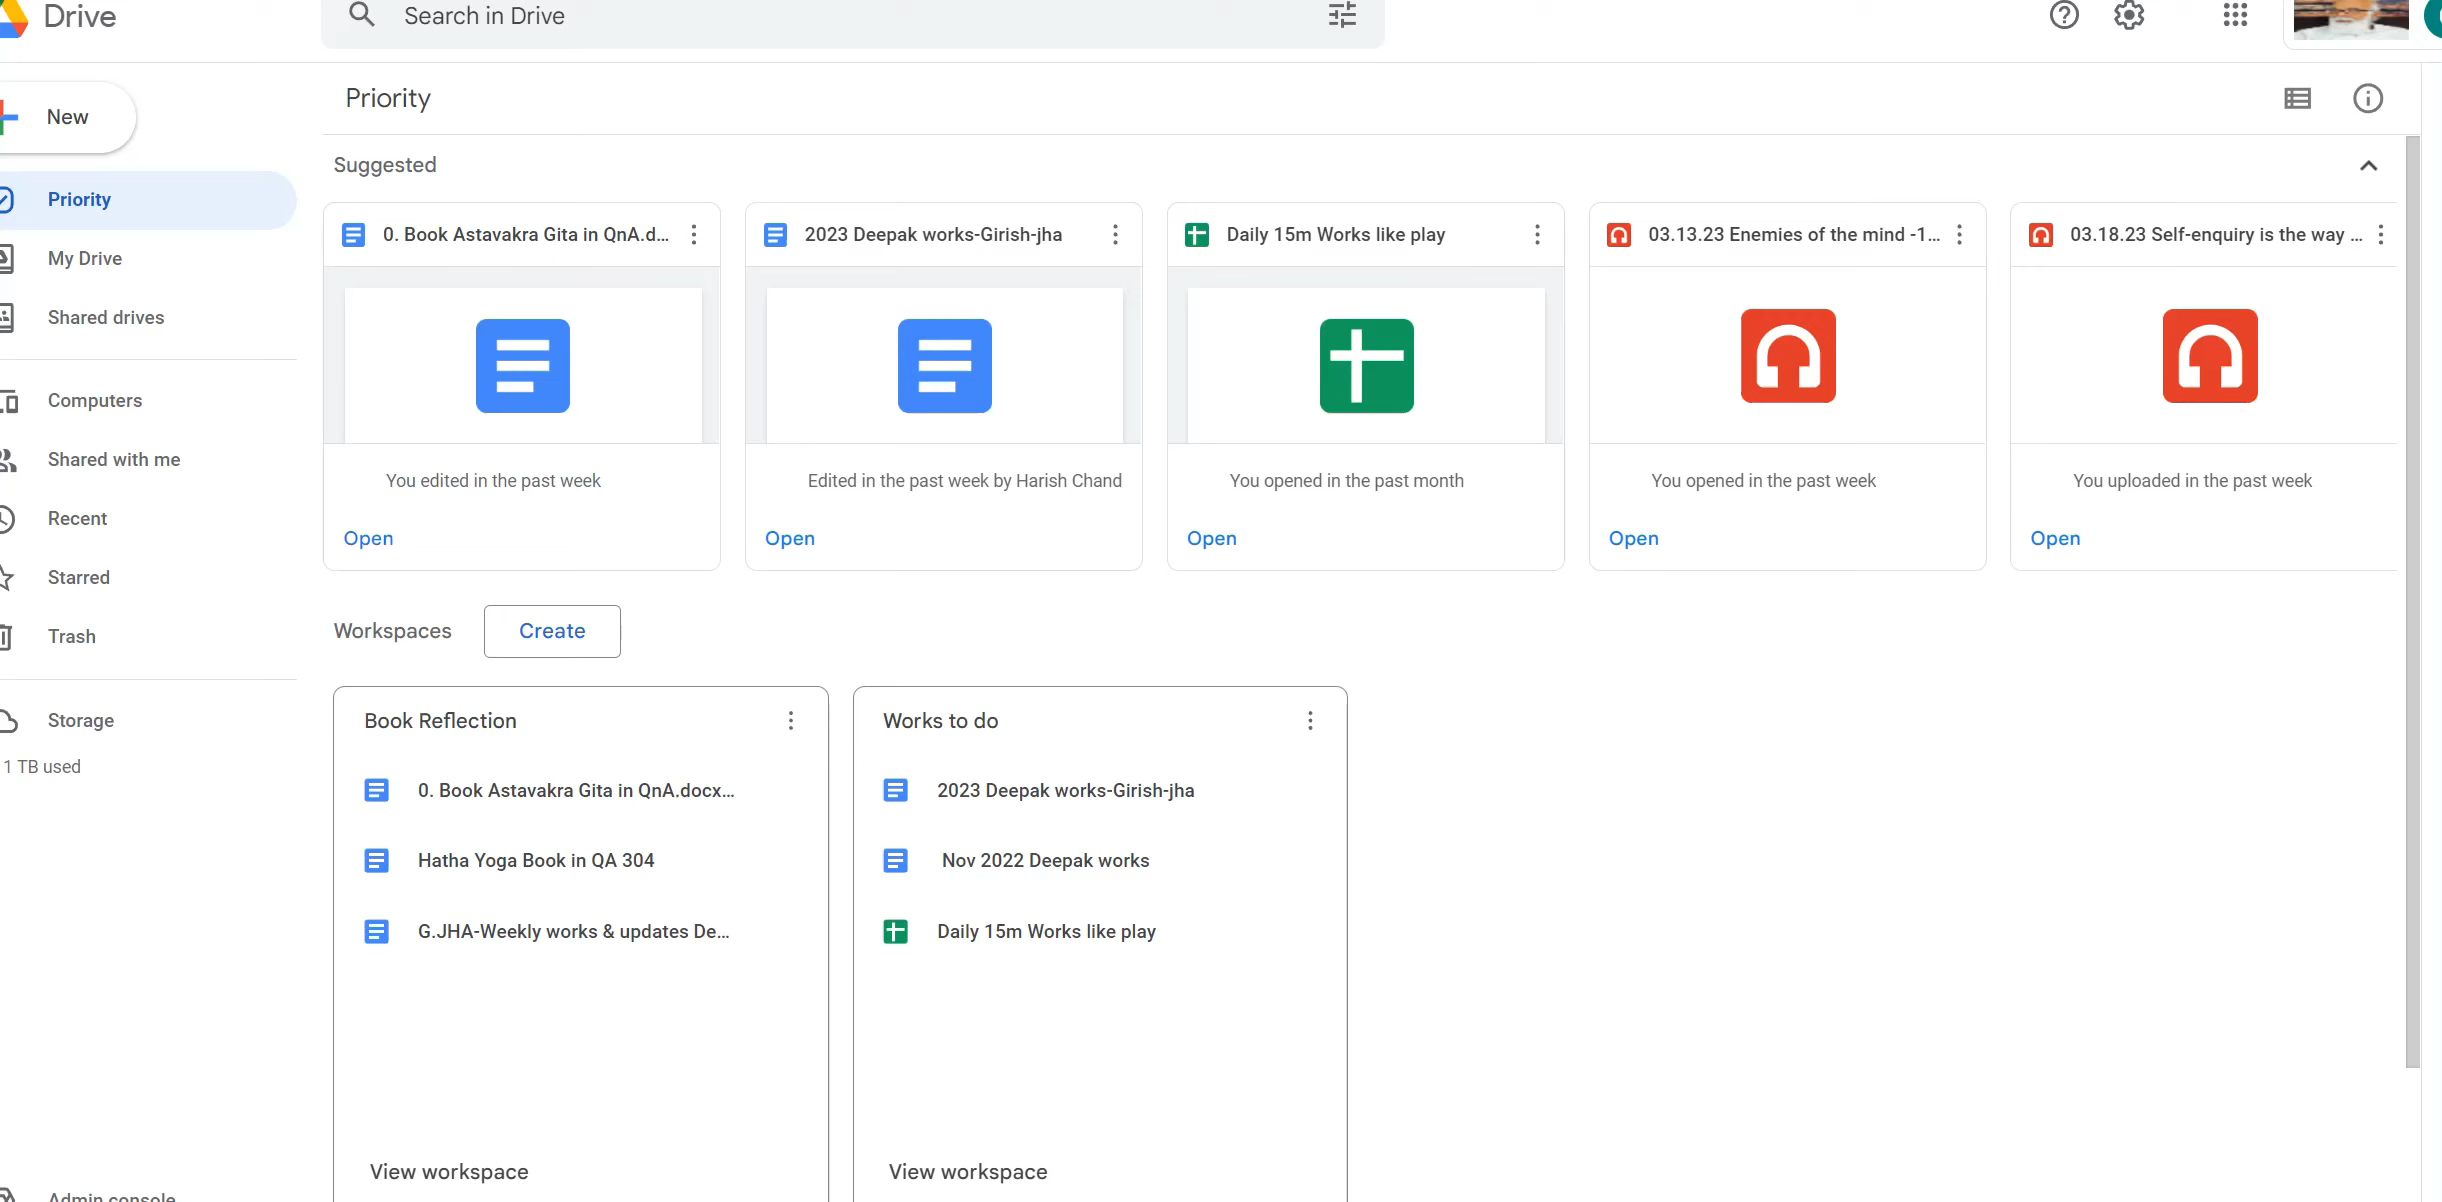 Drive
Search in Drive
New
Priority
My Drive
Shared drives
Computers
Shared with me
Recent
Starred
Trash
Storage
1 TB used
Admin console
Priority
Suggested
0. Book Astavakra Gita in QnA.d...
You edited in the past week
Open
2023 Deepak works-Girish-jha
Edited in the past week by Harish Chand
Open
Daily 15m Works like play
You opened in the past month
Open
03.13.23 Enemies of the mind -1...
You opened in the past week
Open
03.18.23 Self-enquiry is the way ...
You uploaded in the past week
Open
Workspaces
Create
Book Reflection
0. Book Astavakra Gita in QnA.docx...
Hatha Yoga Book in QA 304
G.JHA-Weekly works & updates De...
View workspace
Works to do
2023 Deepak works-Girish-jha
Nov 2022 Deepak works
Daily 15m Works like play
View workspace